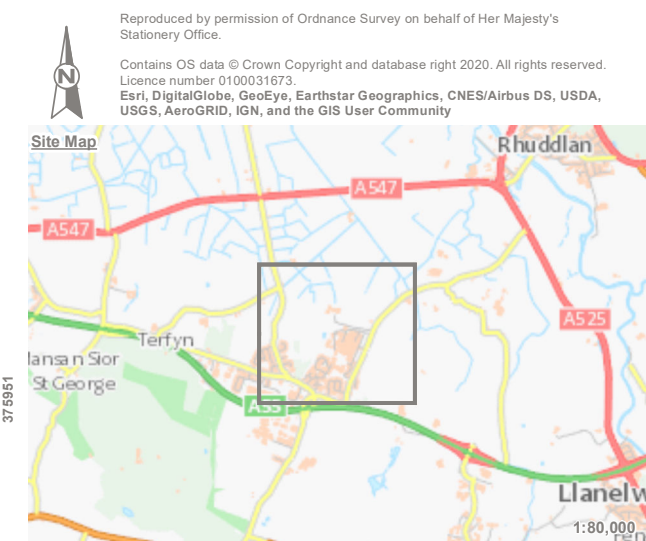 Reproduced by permission of Ordnance Survey on behalf of Her Majesty's
Stationery Office.
Contains OS data © Crown Copyright and database right 2020. All rights reserved.
Licence number 0100031673.
Esri, DigitalGlobe, GeoEye, Earthstar Geographics, CNES/Airbus DS, USDA,
USGS, AeroGRID, IGN, and the GIS User Community
N
Site Map
Rhuddlan
A547
A547
A525
Terfyn
lansan Sior
St George
375951
A55
Llanelw
1:80,000